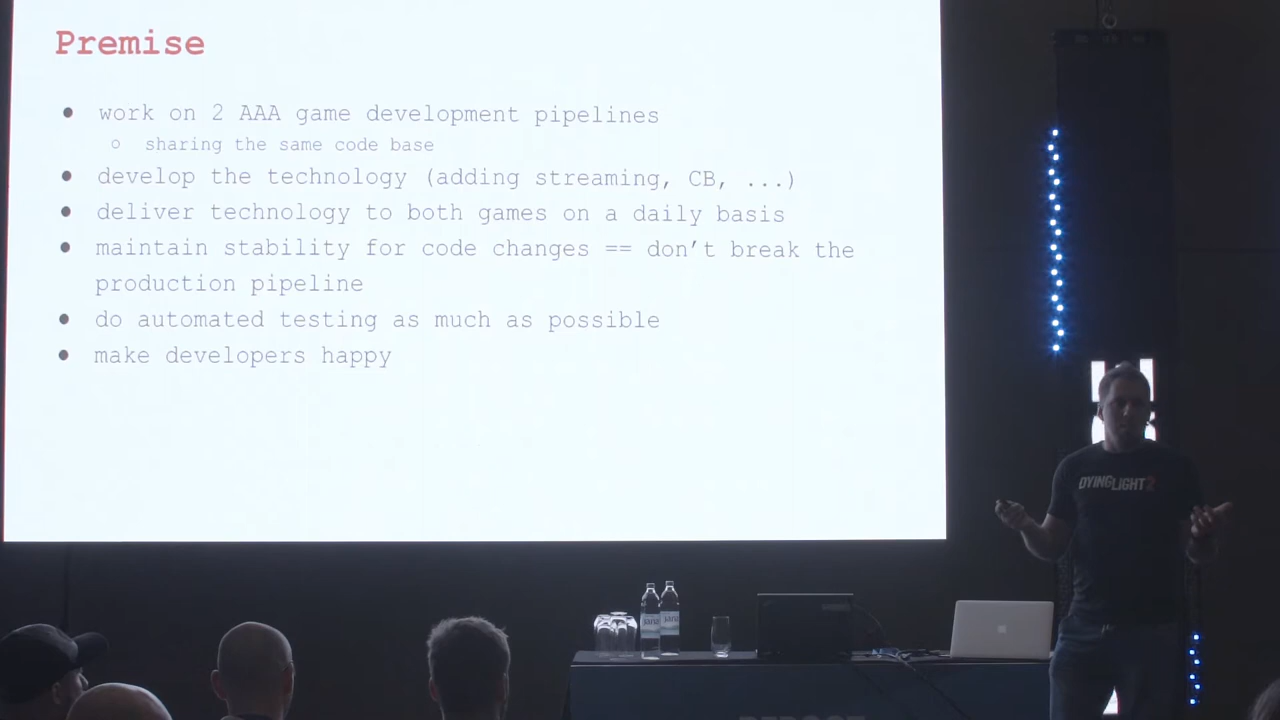 Premise
● work on 2 AAA game development pipelines
○ sharing the same code base
● develop the technology (adding streaming, CB, ...)
● deliver technology to both games on a daily basis
● maintain stability for code changes == don't break the
production pipeline
● do automated testing as much as possible
● make developers happy
DYING LIGHT 2
Jana
Jana